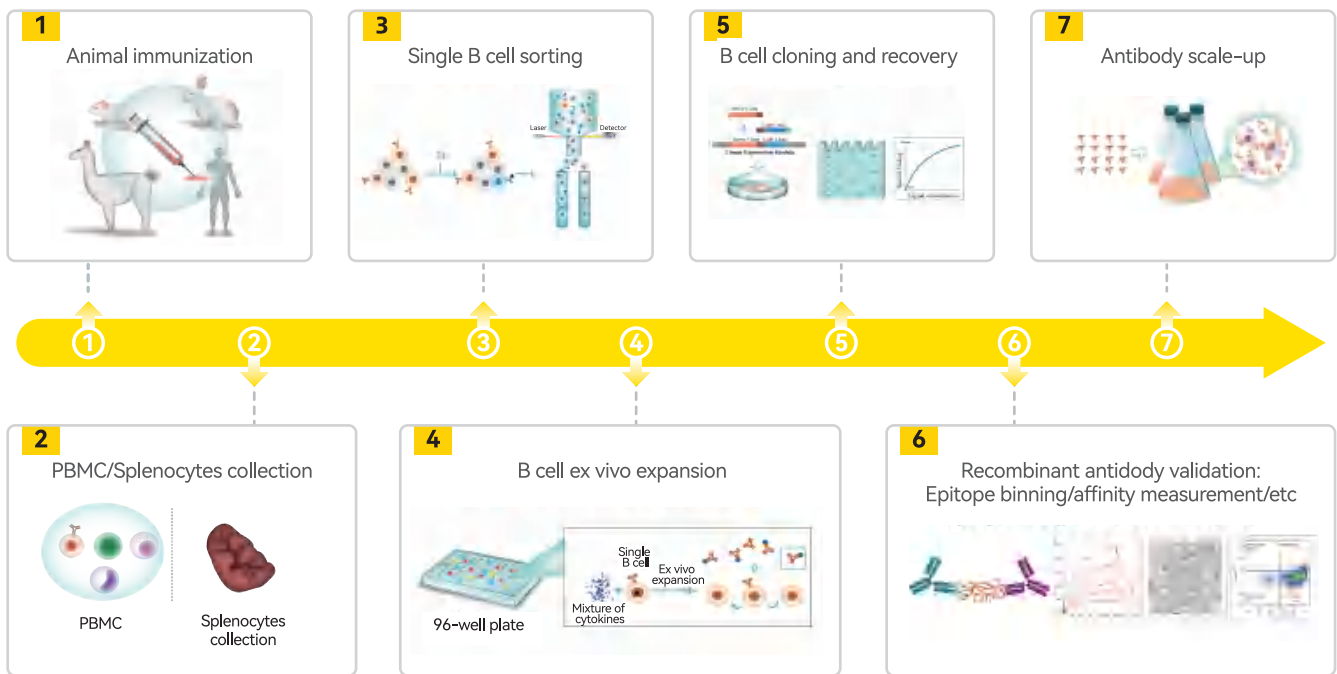 1
Animal immunization
3
Single B cell sorting
Laser
Detector
5
B cell cloning and recovery
7
Antibody scale-up
1
2
3
4
5
6
7
2
PBMC/Splenocytes collection
PBMC
Splenocytes
collection
4
B cell ex vivo expansion
96-well plate
Single
B cell
Ex vivo
expansion
Mixture of
cytokines
6
Recombinant antidody validation:
Epitope binning/affinity measurement/etc